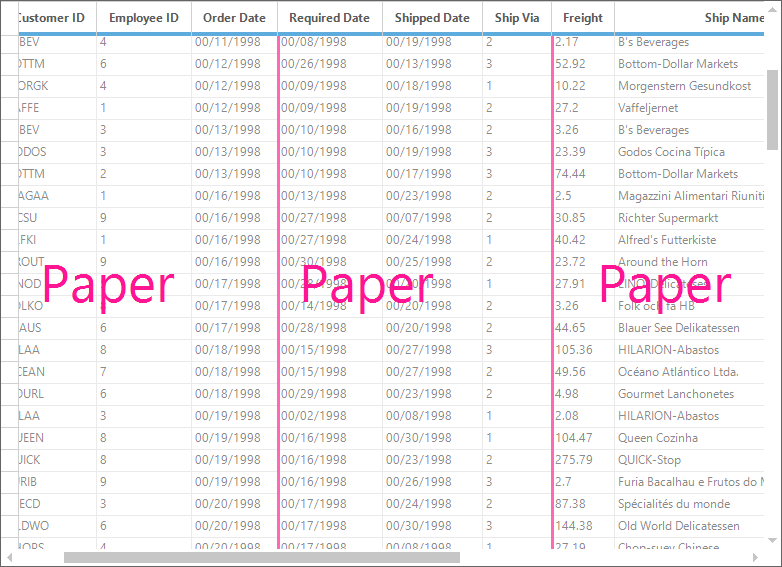 Customer ID Employee ID Order Date Required Date Shipped Date Ship Via Freight Ship Name
BEV 4 00/11/1998 00/08/1998 00/19/1998 2 2.17 B's Beverages
OTTM 6 00/12/1998 00/26/1998 00/13/1998 3 52.92 Bottom-Dollar Markets
ORGK 4 00/12/1998 00/09/1998 00/18/1998 1 10.22 Morgenstern Gesundkost
AFFE 1 00/12/1998 00/09/1998 00/19/1998 2 27.2 Vaffeljernet
BEV 3 00/13/1998 00/10/1998 00/16/1998 2 3.26 B's Beverages
ODOS 3 00/13/1998 00/10/1998 00/19/1998 3 23.39 Godos Cocina Típica
OTTM 2 00/13/1998 00/10/1998 00/17/1998 3 74.44 Bottom-Dollar Markets
AGAA 1 00/16/1998 00/13/1998 00/23/1998 2 2.5 Magazzini Alimentari Riuniti
CSU 9 00/16/1998 00/27/1998 00/07/1998 2 30.85 Richter Supermarkt
LFKI 1 00/16/1998 00/27/1998 00/24/1998 1 40.42 Alfred's Futterkiste
ROUT 9 00/16/1998 00/30/1998 00/25/1998 2 23.72 Around the Horn
Paper Paper Paper
NOD 00/17/1998 1 27.91 LINO-Delicateses
OLKO 00/17/1998 00/14/1998 00/20/1998 2 3.26 Folk och fä HB
AUS 6 00/17/1998 00/28/1998 00/20/1998 2 44.65 Blauer See Delikatessen
LAA 8 00/18/1998 00/15/1998 00/27/1998 3 105.36 HILARION-Abastos
CEAN 7 00/18/1998 00/15/1998 00/27/1998 2 49.56 Océano Atlántico Ltda.
OURL 6 00/18/1998 00/29/1998 00/23/1998 2 4.98 Gourmet Lanchonetes
LAA 3 00/19/1998 00/02/1998 00/08/1998 1 2.08 HILARION-Abastos
UEEN 8 00/19/1998 00/16/1998 00/30/1998 1 104.47 Queen Cozinha
UICK 8 00/19/1998 00/16/1998 00/23/1998 2 275.79 QUICK-Stop
RIB 9 00/19/1998 00/16/1998 00/26/1998 3 2.7 Furia Bacalhau e Frutos do M
ECD 3 00/20/1998 00/17/1998 00/24/1998 2 87.38 Spécialités du monde
LDWO 6 00/20/1998 00/17/1998 00/30/1998 3 144.38 Old World Delicatessen
HOPS 4 00/20/1998 00/17/1998 00/08/1998 1 27.19 Chop-suey Chinese